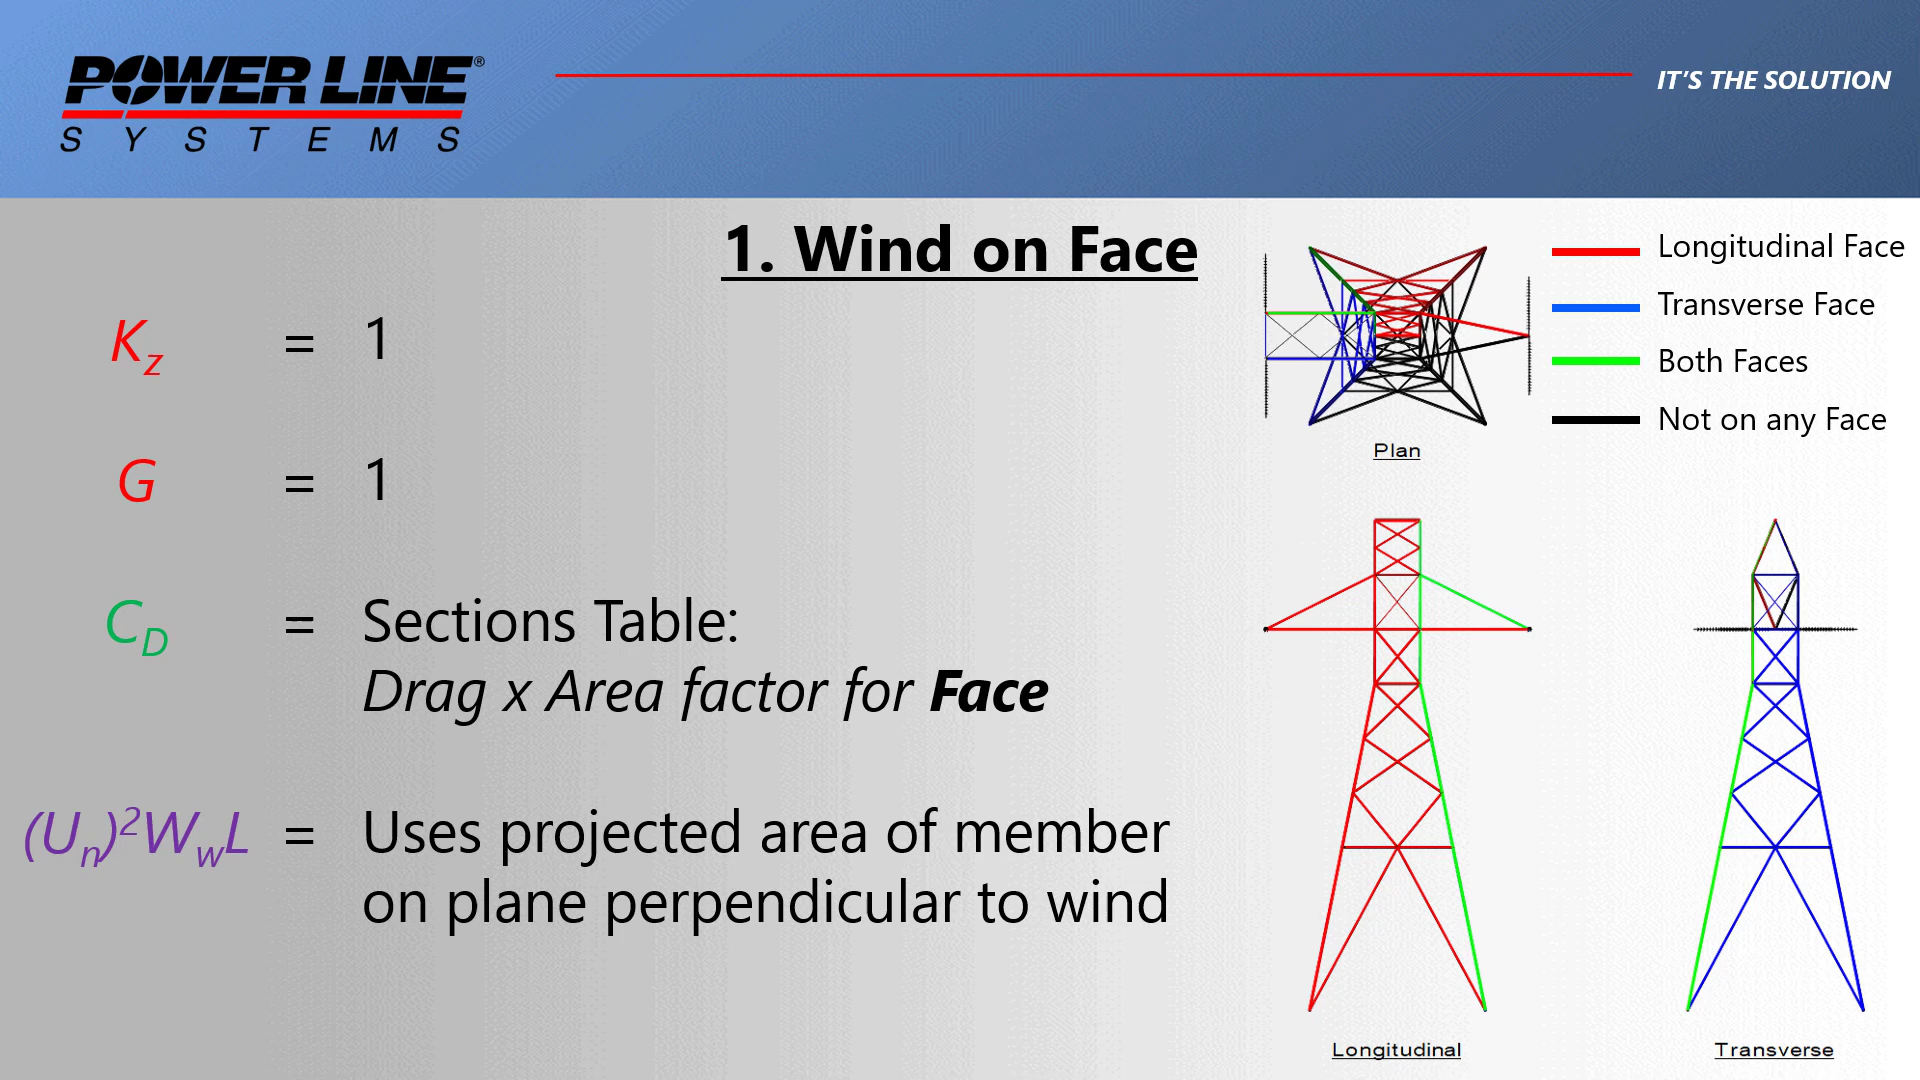 POWER LINE®
SYSTEMS
IT'S THE SOLUTION
1. Wind on Face
Kz = 1
G = 1
CD = Sections Table:
Drag x Area factor for Face
(Un)²WwL = Uses projected area of member
on plane perpendicular to wind
Longitudinal Face
Transverse Face
Both Faces
Not on any Face
Plan
Longitudinal
Transverse